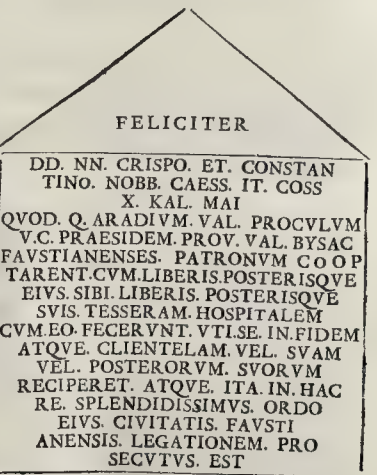 FELICITER
DD. NN. CRISPO. ET. CONSTAN
TINO. NOBB. CAESS. IT. COSS
X. KAL. MAI
QVOD. Q. ARADIVM. VAL. PROCVLVM
V.C. PRAESIDEM. PROV. VAL. BYSAC
FAVSTIANENSES. PATRONVM COOP
TARENT.CVM.LIBERIS.POSTERISQVE
EIVS. SIBI. LIBERIS. POSTERISQVE
SVIS. TESSERAM. HOSPITALEM
CVM.EO. FECERVNT. VTI.SE. IN.FIDEM
ATQVE. CLIENTELAM. VEL. SVAM
VEL. POSTERORVM. SVORVM
RECIPERET. ATQVE. ITA. IN. HAC
RE. SPLENDIDISSIMVS. ORDO
EIVS. CIVITATIS. FAVSTI
ANENSIS. LEGATIONEM. PRO
SECVTVS. EST